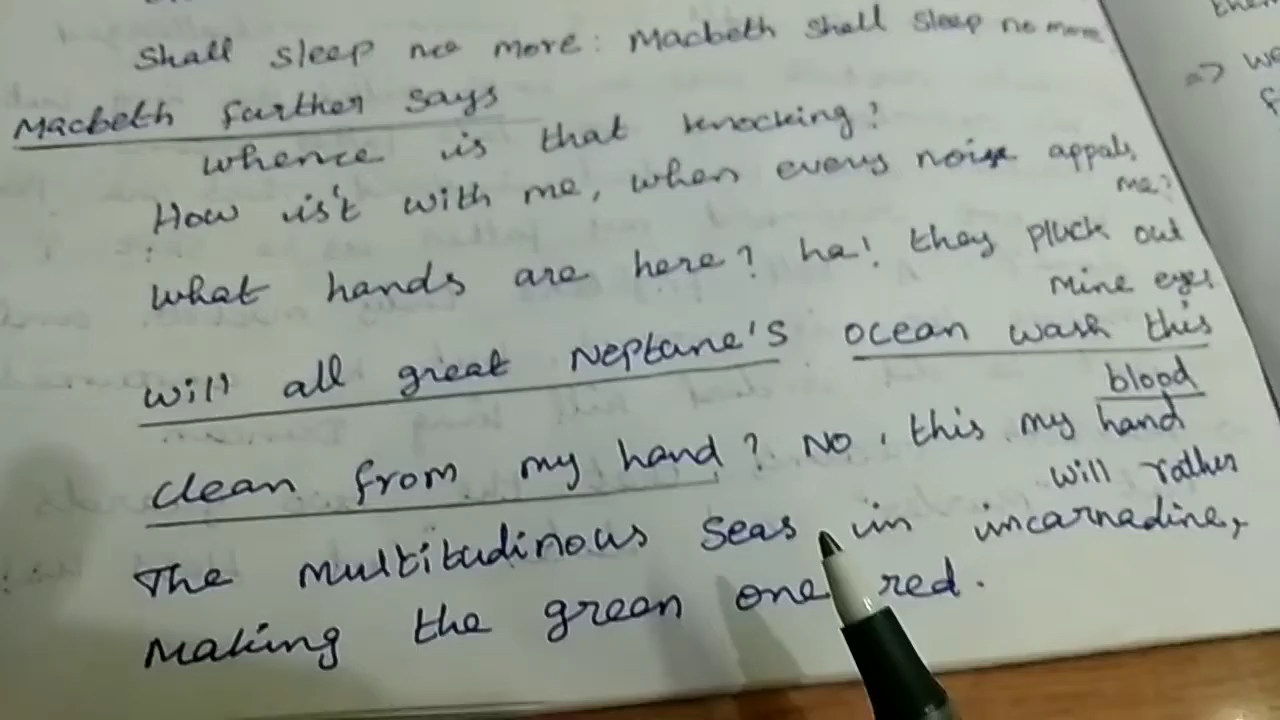 Shall sleep no more: Macbeth shall sleep no more
Macbeth further says
whence is that knocking?
How is't with me, when every noise appals
me?
what hands are here? ha! they pluck out
mine eyes
will all great Neptune's ocean wash this
blood
clean from my hand? No, this my hand
will rather
The multitudinous seas in incarnadine,
Making the green one red.
=> we